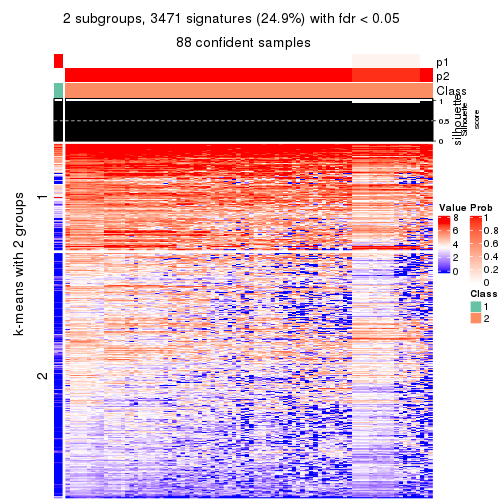 2 subgroups, 3471 signatures (24.9%) with fdr < 0.05
88 confident samples
p1
p2
Class
1
0.5
0
silhouette
Silhouette
score
k-means with 2 groups
1
2
Value
8
6
4
2
0
Prob
1
0.8
0.6
0.4
0.2
0
Class
1
2